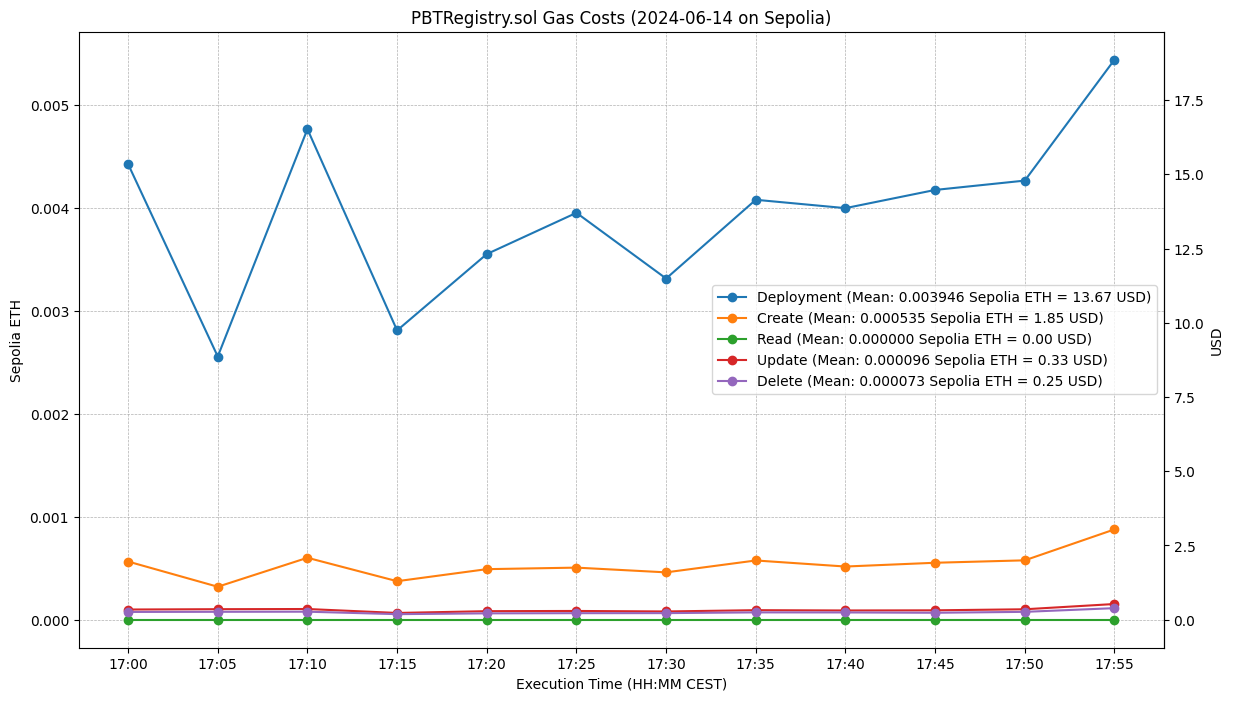 PBTRegistry.sol Gas Costs (2024-06-14 on Sepolia)
Sepolia ETH
0.005
0.004
0.003
0.002
0.001
0.000
Deployment (Mean: 0.003946 Sepolia ETH = 13.67 USD)
Create (Mean: 0.000535 Sepolia ETH = 1.85 USD)
Read (Mean: 0.000000 Sepolia ETH = 0.00 USD)
Update (Mean: 0.000096 Sepolia ETH = 0.33 USD)
Delete (Mean: 0.000073 Sepolia ETH = 0.25 USD)
17.5
15.0
12.5
10.0
7.5
5.0
2.5
0.0
USD
17:00 17:05 17:10 17:15 17:20 17:25 17:30 17:35 17:40 17:45 17:50 17:55
Execution Time (HH:MM CEST)